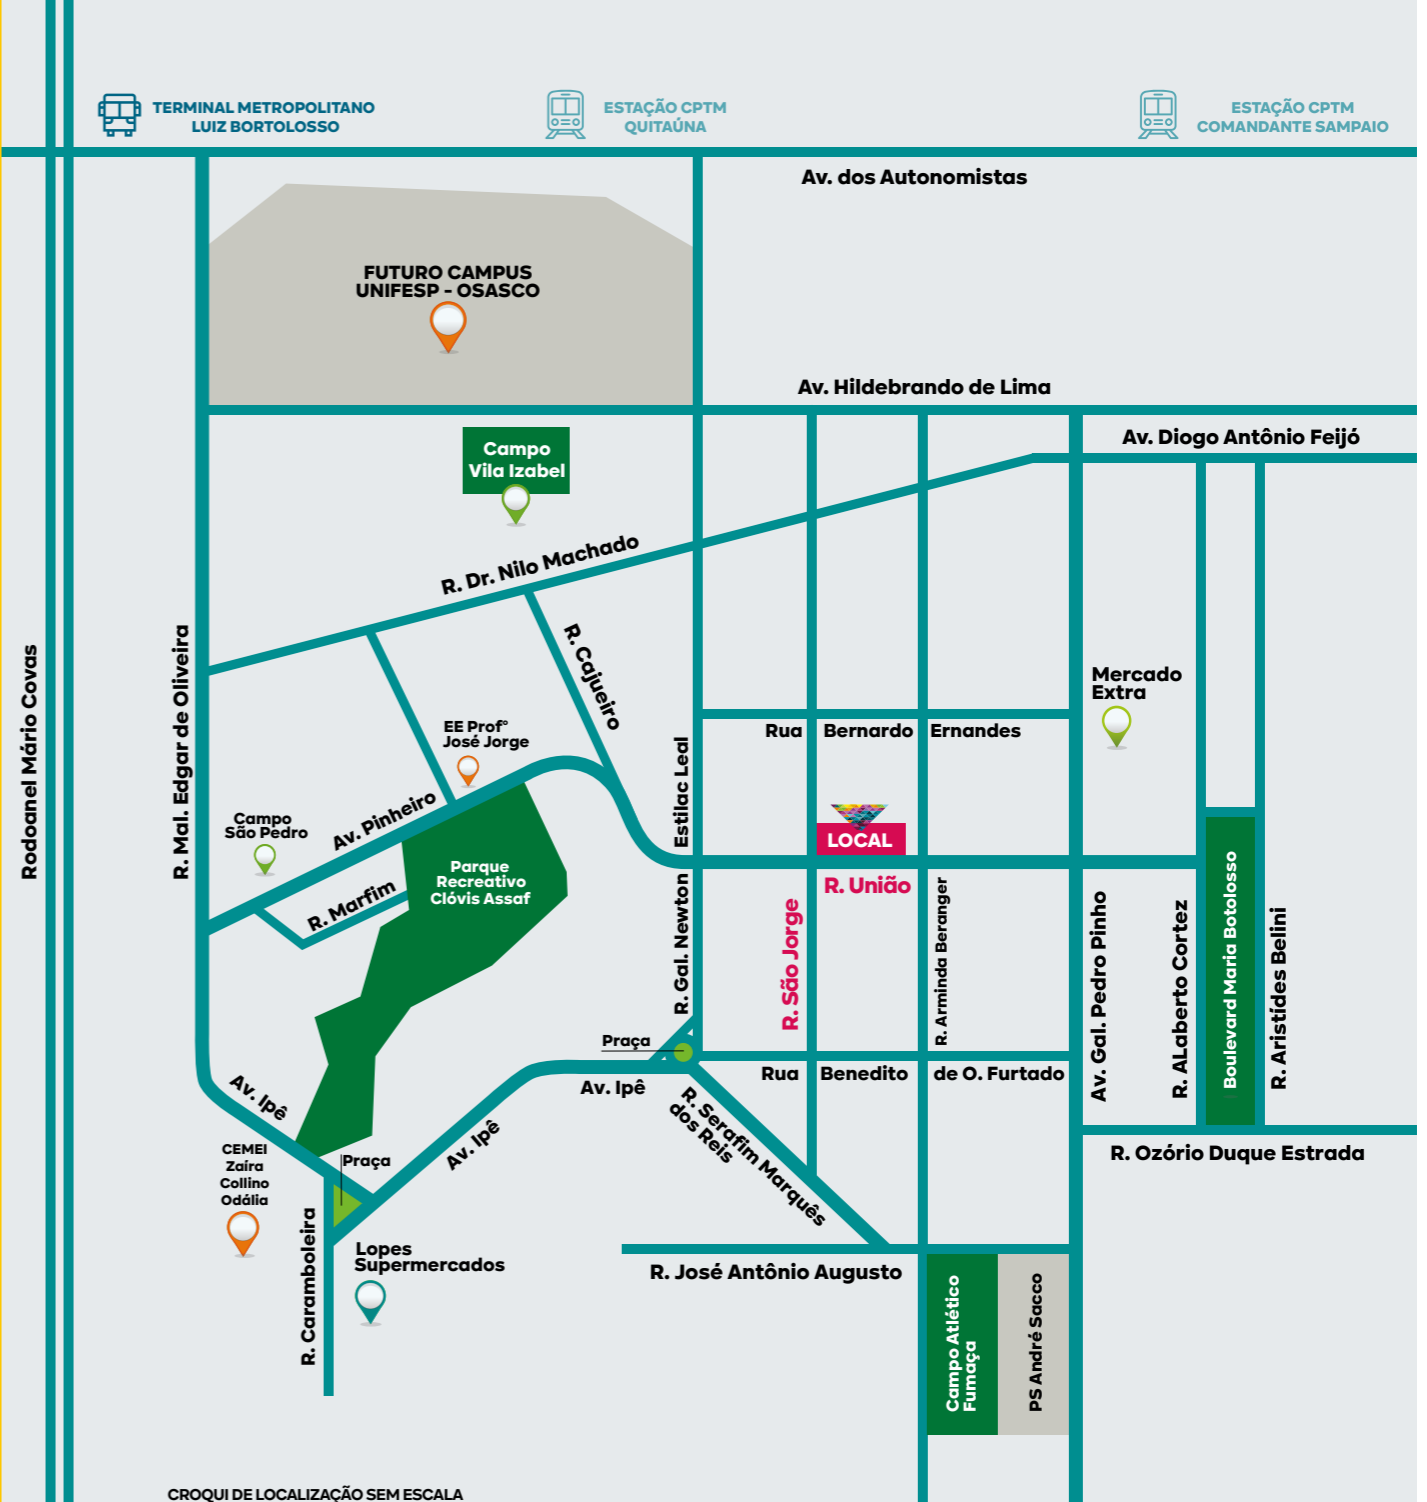 TERMINAL METROPOLITANO
LUIZ BORTOLOSSO
ESTAÇÃO CPTM
QUITAÚNA
ESTAÇÃO CPTM
COMANDANTE SAMPAIO
Av. dos Autonomistas
FUTURO CAMPUS
UNIFESP - OSASCO
Av. Hildebrando de Lima
Av. Diogo Antônio Feijó
Campo
Vila Izabel
R. Dr. Nilo Machado
R. Cajueiro
Rodoanel Mário Covas
R. Mal. Edgar de Oliveira
EE Profº
José Jorge
Mercado
Extra
Rua Bernardo Ernandes
Campo
São Pedro
Av. Pinheiro
R. Marfim
Parque
Recreativo
Clóvis Assaf
R. Gal. Newton Estilac Leal
LOCAL
R. União
R. São Jorge
R. Arminda Beranger
Av. Gal. Pedro Pinho
R. ALaberto Cortez
Boulevard Maria Botolosso
R. Aristídes Belini
Praça
Rua Benedito de O. Furtado
Av. Ipê
Av. Ipê
Av. Ipê
R. Serafim Marquês
dos Reis
R. Ozório Duque Estrada
CEMEI
Zaíra
Collino
Odália
Praça
R. Caramboleira
Lopes
Supermercados
R. José Antônio Augusto
Campo Atlético
Fumaça
PS André Sacco
CROQUI DE LOCALIZAÇÃO SEM ESCALA